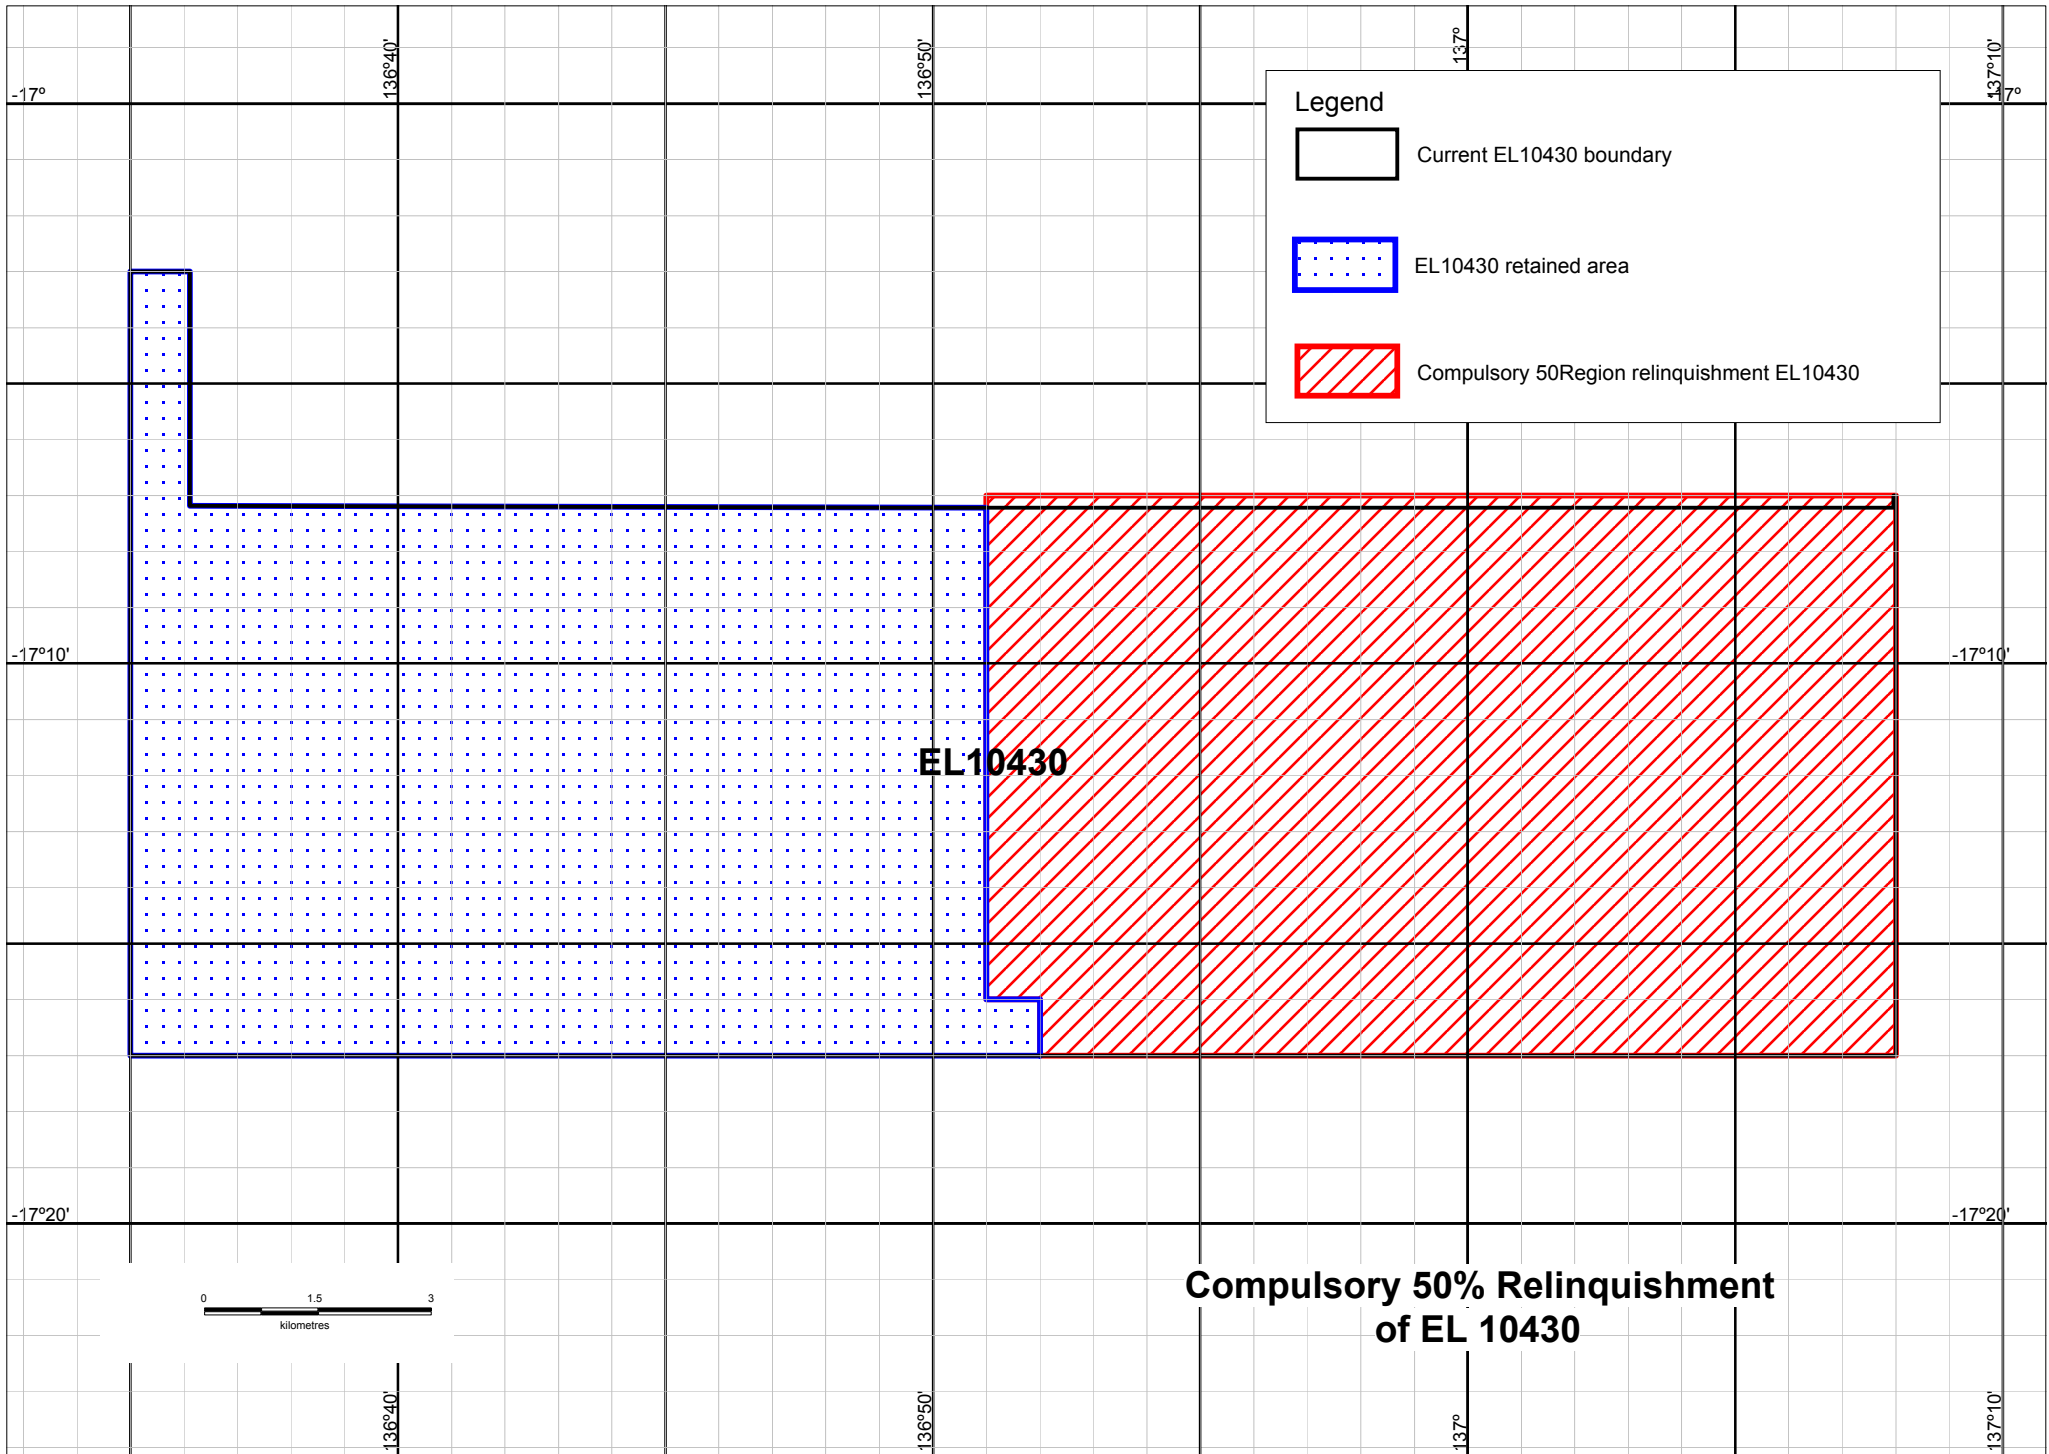 136°40'
136°50'
137°
137°10'
-17°
-17°
Legend
Current EL10430 boundary
EL10430 retained area
Compulsory 50Region relinquishment EL10430
-17°10'
-17°10'
EL10430
-17°20'
-17°20'
0 1.5 3
kilometres
Compulsory 50% Relinquishment
of EL 10430
136°40'
136°50'
137°
137°10'